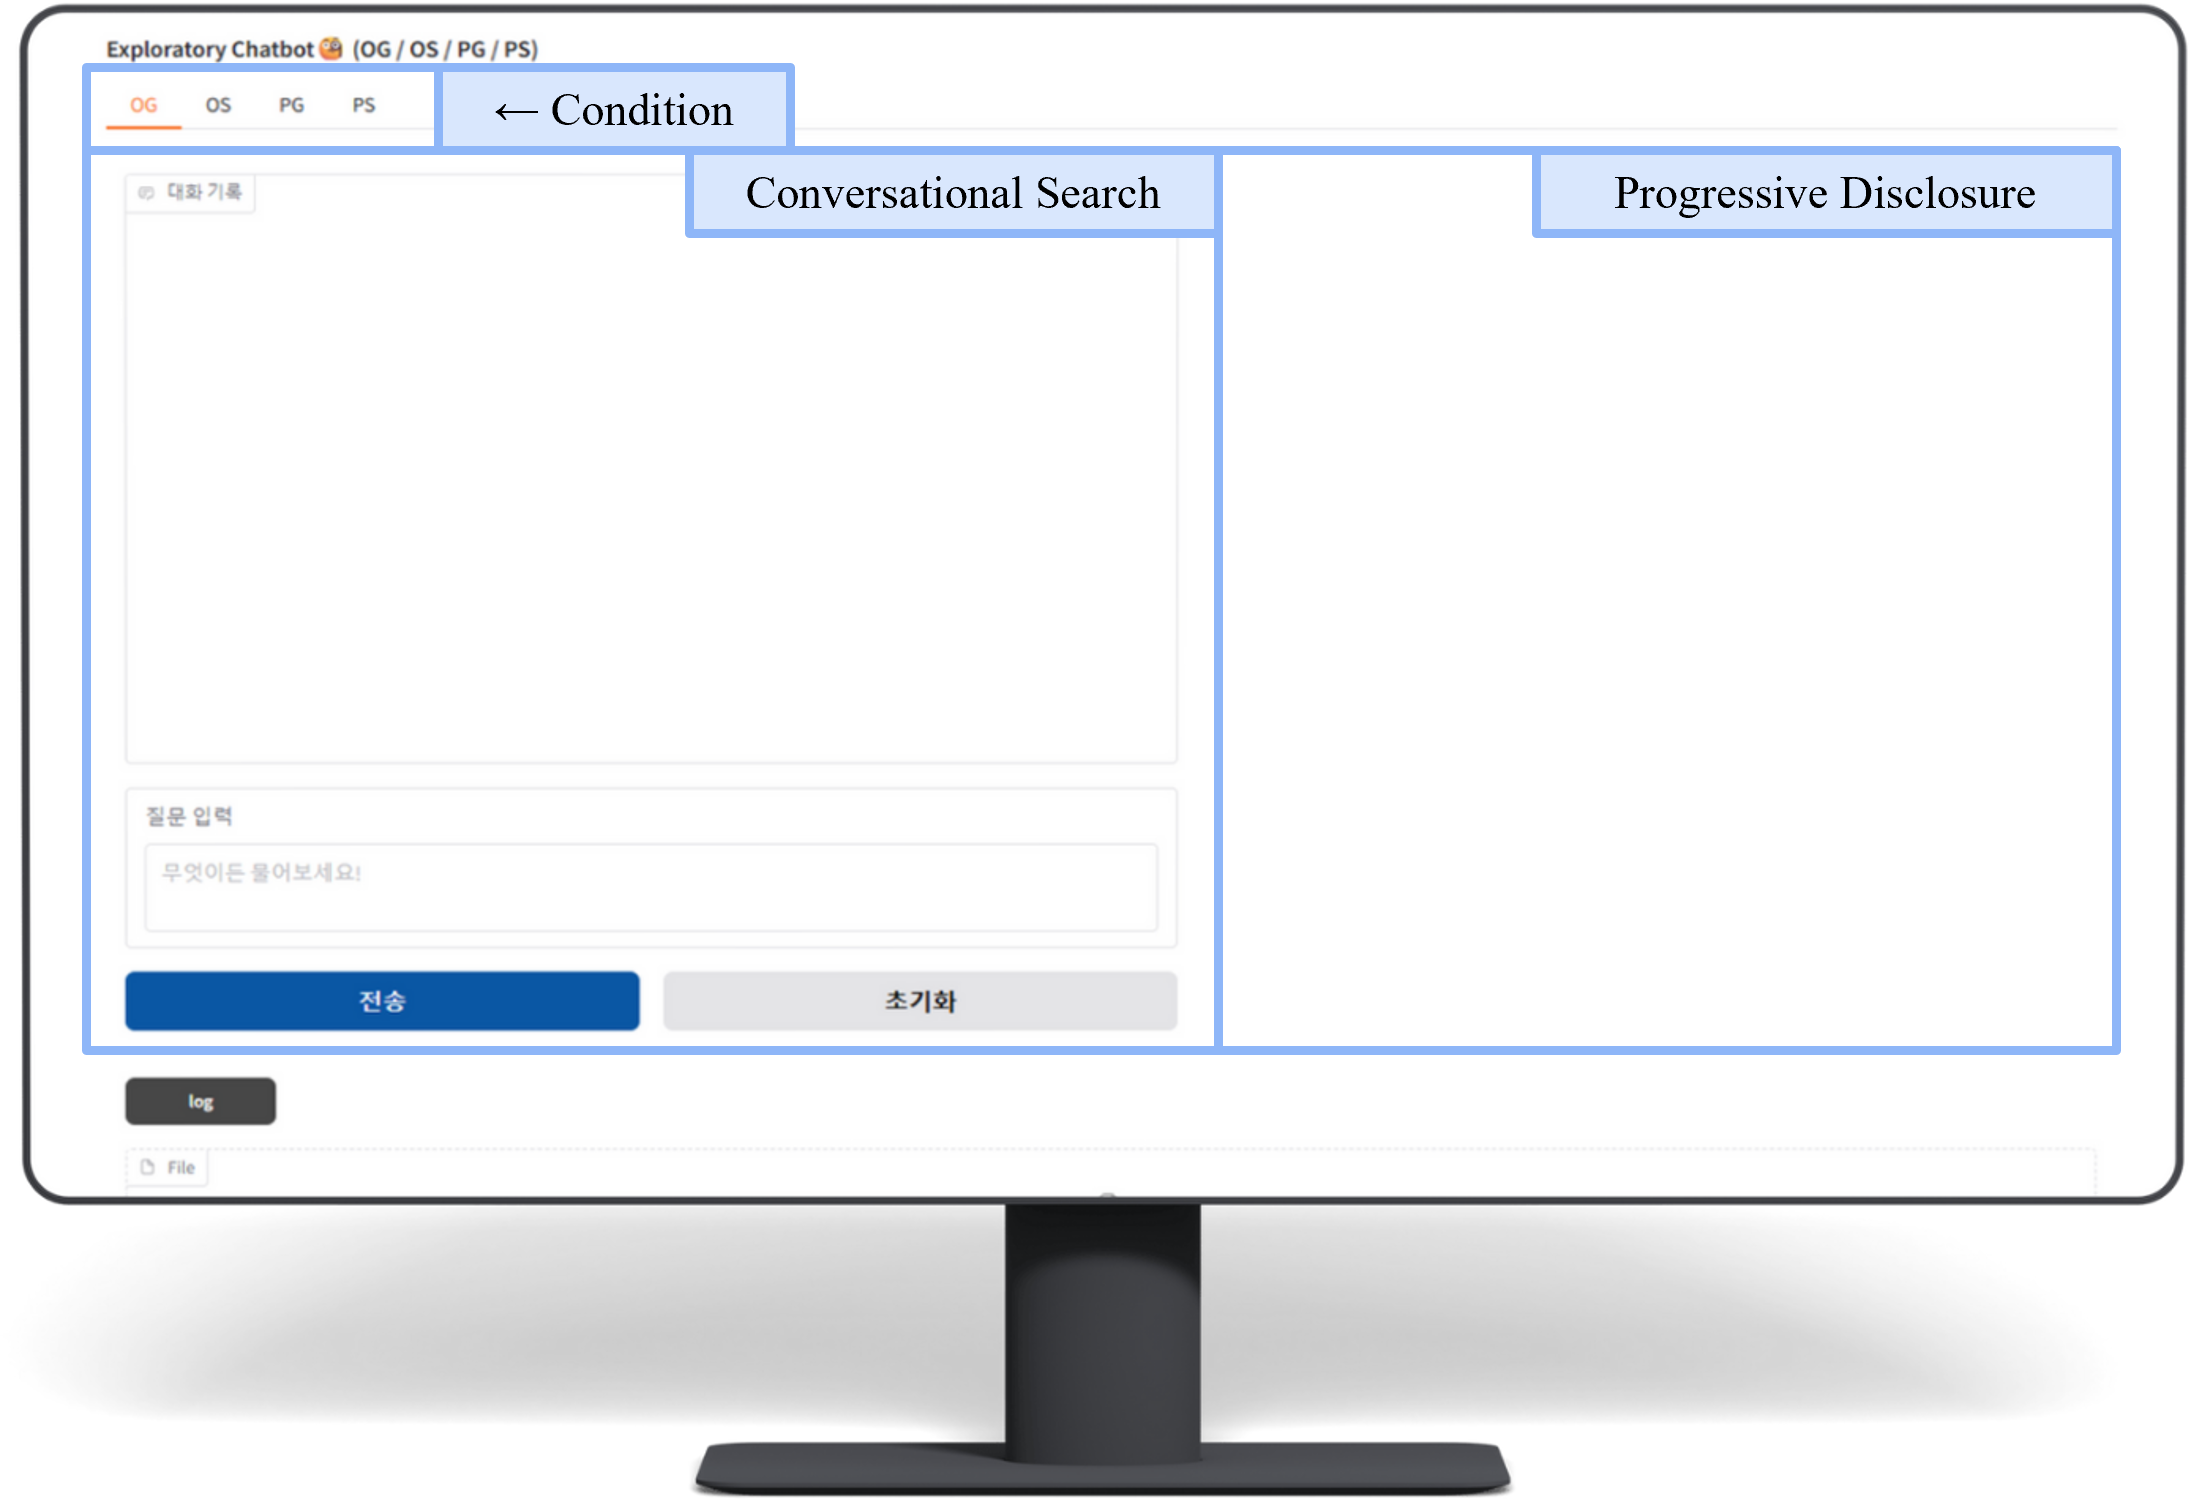 Exploratory Chatbot🧐 (OG / OS / PG / PS)
OG OS PG PS
← Condition
Conversational Search
Progressive Disclosure
대화 기록
질문 입력
무엇이든 물어보세요!
전송
초기화
log
File